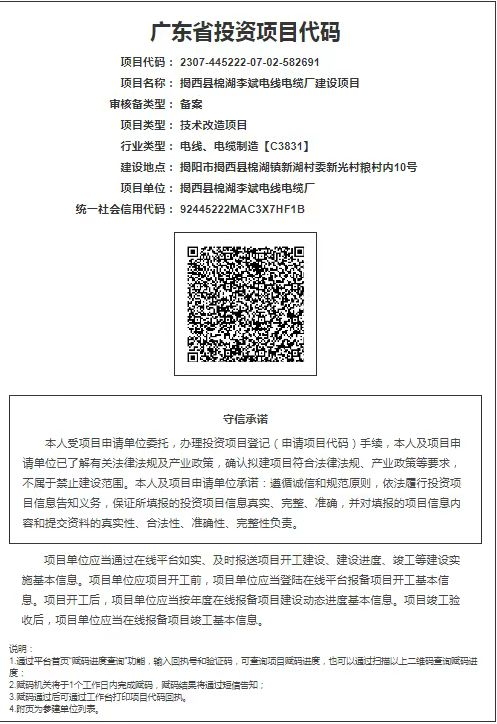 广东省投资项目代码
项目代码： 2307-445222-07-02-582691
项目名称： 揭西县棉湖李斌电线电缆厂建设项目
审核备类型： 备案
项目类型： 技术改造项目
行业类型： 电线、电缆制造【C3831】
建设地点： 揭阳市揭西县棉湖镇新湖村委新光村粮村内10号
项目单位： 揭西县棉湖李斌电线电缆厂
统一社会信用代码： 92445222MAC3X7HF1B
守信承诺
本人受项目申请单位委托，办理投资项目登记（申请项目代码）手续，本人及项目申
请单位已了解有关法律法规及产业政策，确认拟建项目符合法律法规、产业政策等要求，
不属于禁止建设范围。本人及项目申请单位承诺：遵循诚信和规范原则，依法履行投资项
目信息告知义务，保证所填报的投资项目信息真实、完整、准确，并对填报的项目信息内
容和提交资料的真实性、合法性、准确性、完整性负责。
项目单位应当通过在线平台如实、及时报送项目开工建设、建设进度、竣工等建设实
施基本信息。项目单位应项目开工前，项目单位应当登陆在线平台报备项目开工基本信
息。项目开工后，项目单位应当按年度在线报备项目建设动态进度基本信息。项目竣工验
收后，项目单位应当在线报备项目竣工基本信息。
说明：
1.通过平台首页“赋码进度查询”功能，输入回执号和验证码，可查询项目赋码进度，也可以通过扫描以上二维码查询赋码进
度；
2.赋码机关将于1个工作日内完成赋码，赋码结果将通过短信告知；
3.赋码通过后可通过工作台打印项目代码回执。
4.附页为参建单位列表。